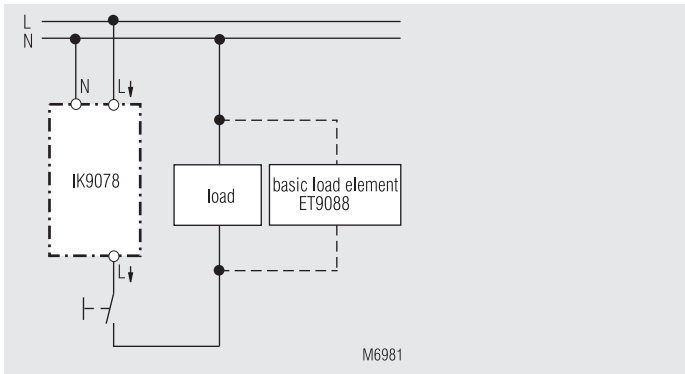 L
N
N
L
IK9078
load
basic load element
ET9088
L
M6981